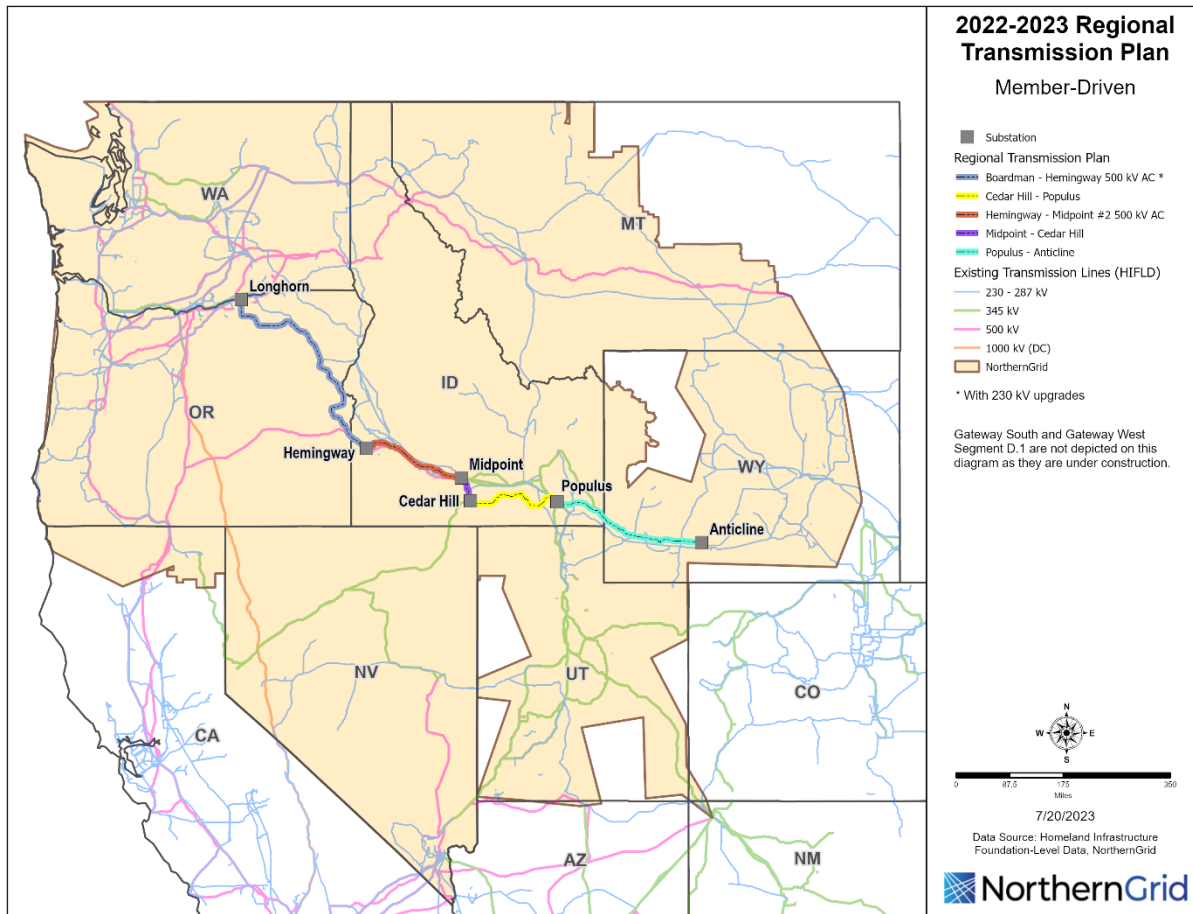 2022-2023 Regional
Transmission Plan
Member-Driven
Substation
Regional Transmission Plan
Boardman - Hemingway 500 kV AC *
Cedar Hill - Populus
Hemingway - Midpoint #2 500 kV AC
Midpoint - Cedar Hill
Populus - Anticline
Existing Transmission Lines (HIFLD)
230 - 287 kV
345 kV
500 kV
1000 kV (DC)
NorthernGrid
* With 230 kV upgrades
Gateway South and Gateway West
Segment D.1 are not depicted on this
diagram as they are under construction.
WA
MT
Longhorn
ID
OR
Hemingway
Midpoint
WY
Cedar Hill
Populus
Anticline
NV
UT
CO
CA
AZ
NM
N
W E
S
0 87.5 175 350
Miles
7/20/2023
Data Source: Homeland Infrastructure
Foundation-Level Data, NorthernGrid
NorthernGrid